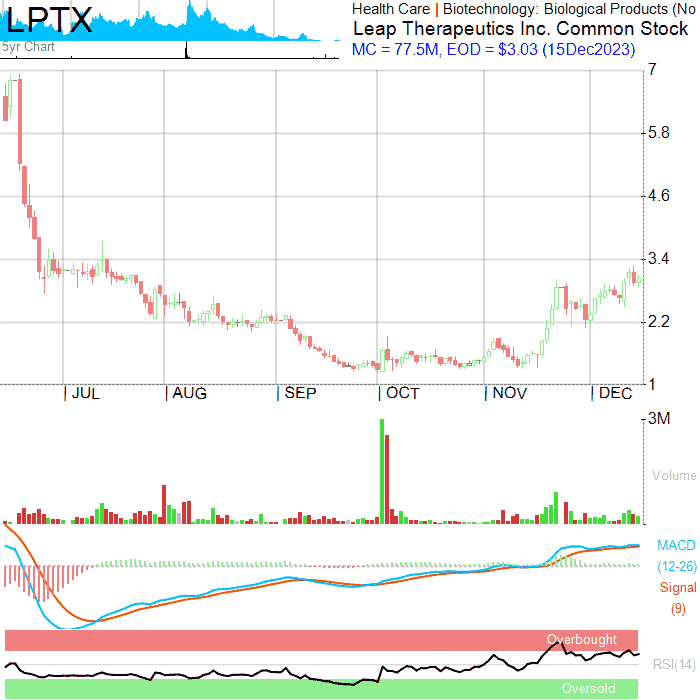 LPTX
Health Care | Biotechnology: Biological Products (No
Leap Therapeutics Inc. Common Stock
5yr Chart
MC = 77.5M, EOD = $3.03 (15Dec2023)
7
5.8
4.6
3.4
2.2
1
JUL AUG SEP OCT NOV DEC
3M
Volume
MACD
(12-26)
Signal
(9)
Overbought
RSI(14)
Oversold